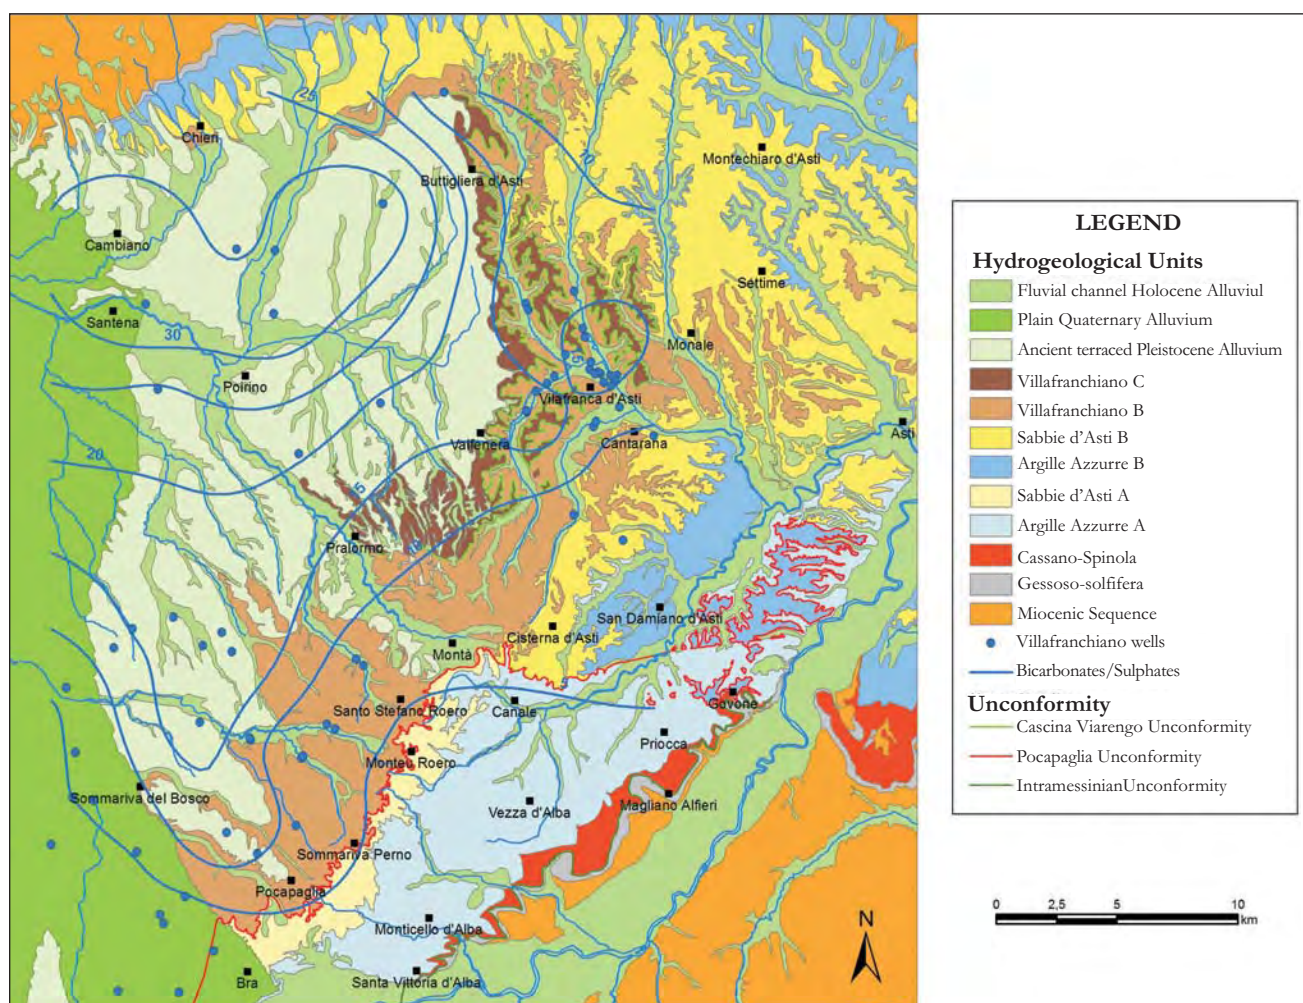 25
Chieri
10
Montechiaro d'Asti
Buttigliera d'Asti
Cambiano
Settime
Santena
30
Monale
Poirino
Villafranca d'Asti
Valfenera
Cantarana
Asti
20
15
Pralormo
10
San Damiano d'Asti
Cisterna d'Asti
Montà
Santo Stefano Roero
Canale
Govone
Priocca
Monteu Roero
Sommariva del Bosco
Vezza d'Alba
Magliano Alfieri
Sommariva Perno
Pocapaglia
Monticello d'Alba
Bra
Santa Vittoria d'Alba
N
LEGEND
Hydrogeological Units
Fluvial channel Holocene Alluviul
Plain Quaternary Alluvium
Ancient terraced Pleistocene Alluvium
Villafranchiano C
Villafranchiano B
Sabbie d'Asti B
Argille Azzurre B
Sabbie d'Asti A
Argille Azzurre A
Cassano-Spinola
Gessoso-solfifera
Miocenic Sequence
Villafranchiano wells
Bicarbonates/Sulphates
Unconformity
Cascina Viarengo Unconformity
Pocapaglia Unconformity
IntramessinianUnconformity
0 2,5 5 10
km